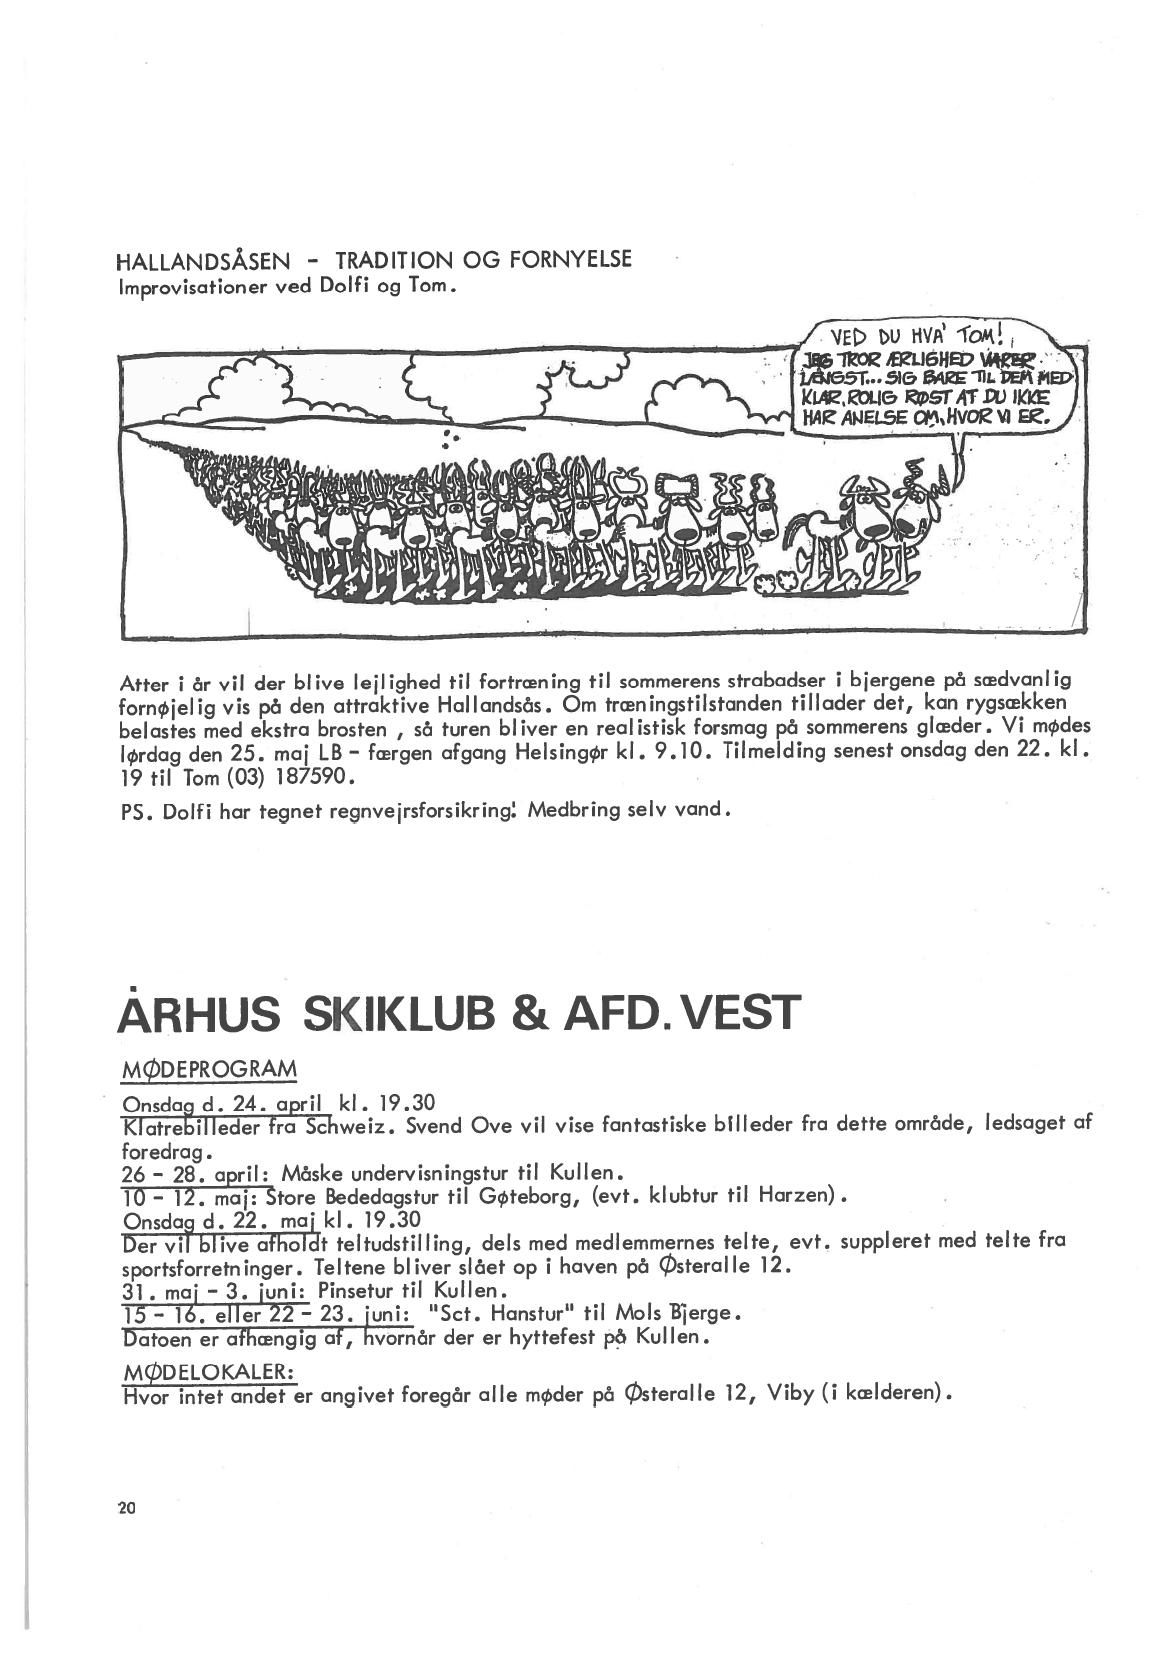 HALLANDSÅSEN - TRADITION OG FORNYELSE
Improvisationer ved Dolfi og Tom.
VED DU HVA' TOM!
JEG TROR ÆRLIGHED VARER
LÆNGST... SIG BARE TIL DEM MED
KLAR, ROLIG RØST AT DU IKKE
HAR ANELSE OM, HVOR VI ER.
Atter i år vil der blive lejlighed til fortræning til sommerens strabadser i bjergene på sædvanlig
fornøjelig vis på den attraktive Hallandsås. Om træningstilstanden tillader det, kan rygsækken
belastes med ekstra brosten , så turen bliver en realistisk forsmag på sommerens glæder. Vi mødes
lørdag den 25. maj LB - færgen afgang Helsingør kl. 9.10. Tilmelding senest onsdag den 22. kl.
19 til Tom (03) 187590.
PS. Dolfi har tegnet regnvejrsforsikring! Medbring selv vand.
ÅRHUS SKIKLUB & AFD. VEST
MØDEPROGRAM
Onsdag d. 24. april kl. 19.30
Klatrebilleder fra Schweiz. Svend Ove vil vise fantastiske billeder fra dette område, ledsaget af
foredrag.
26 - 28. april: Måske undervisningstur til Kullen.
10 - 12. maj: Store Bededagstur til Gøteborg, (evt. klubtur til Harzen).
Onsdag d. 22. maj kl. 19.30
Der vil blive afholdt teltudstilling, dels med medlemmernes telte, evt. suppleret med telte fra
sportsforretninger. Teltene bliver slået op i haven på Østeralle 12.
31. maj - 3. juni: Pinsetur til Kullen.
15 - 16. eller 22 - 23. juni: "Sct. Hanstur" til Mols Bjerge.
Datoen er afhængig af, hvornår der er hyttefest på Kullen.
MØDELOKALER:
Hvor intet andet er angivet foregår alle møder på Østeralle 12, Viby (i kælderen).
20